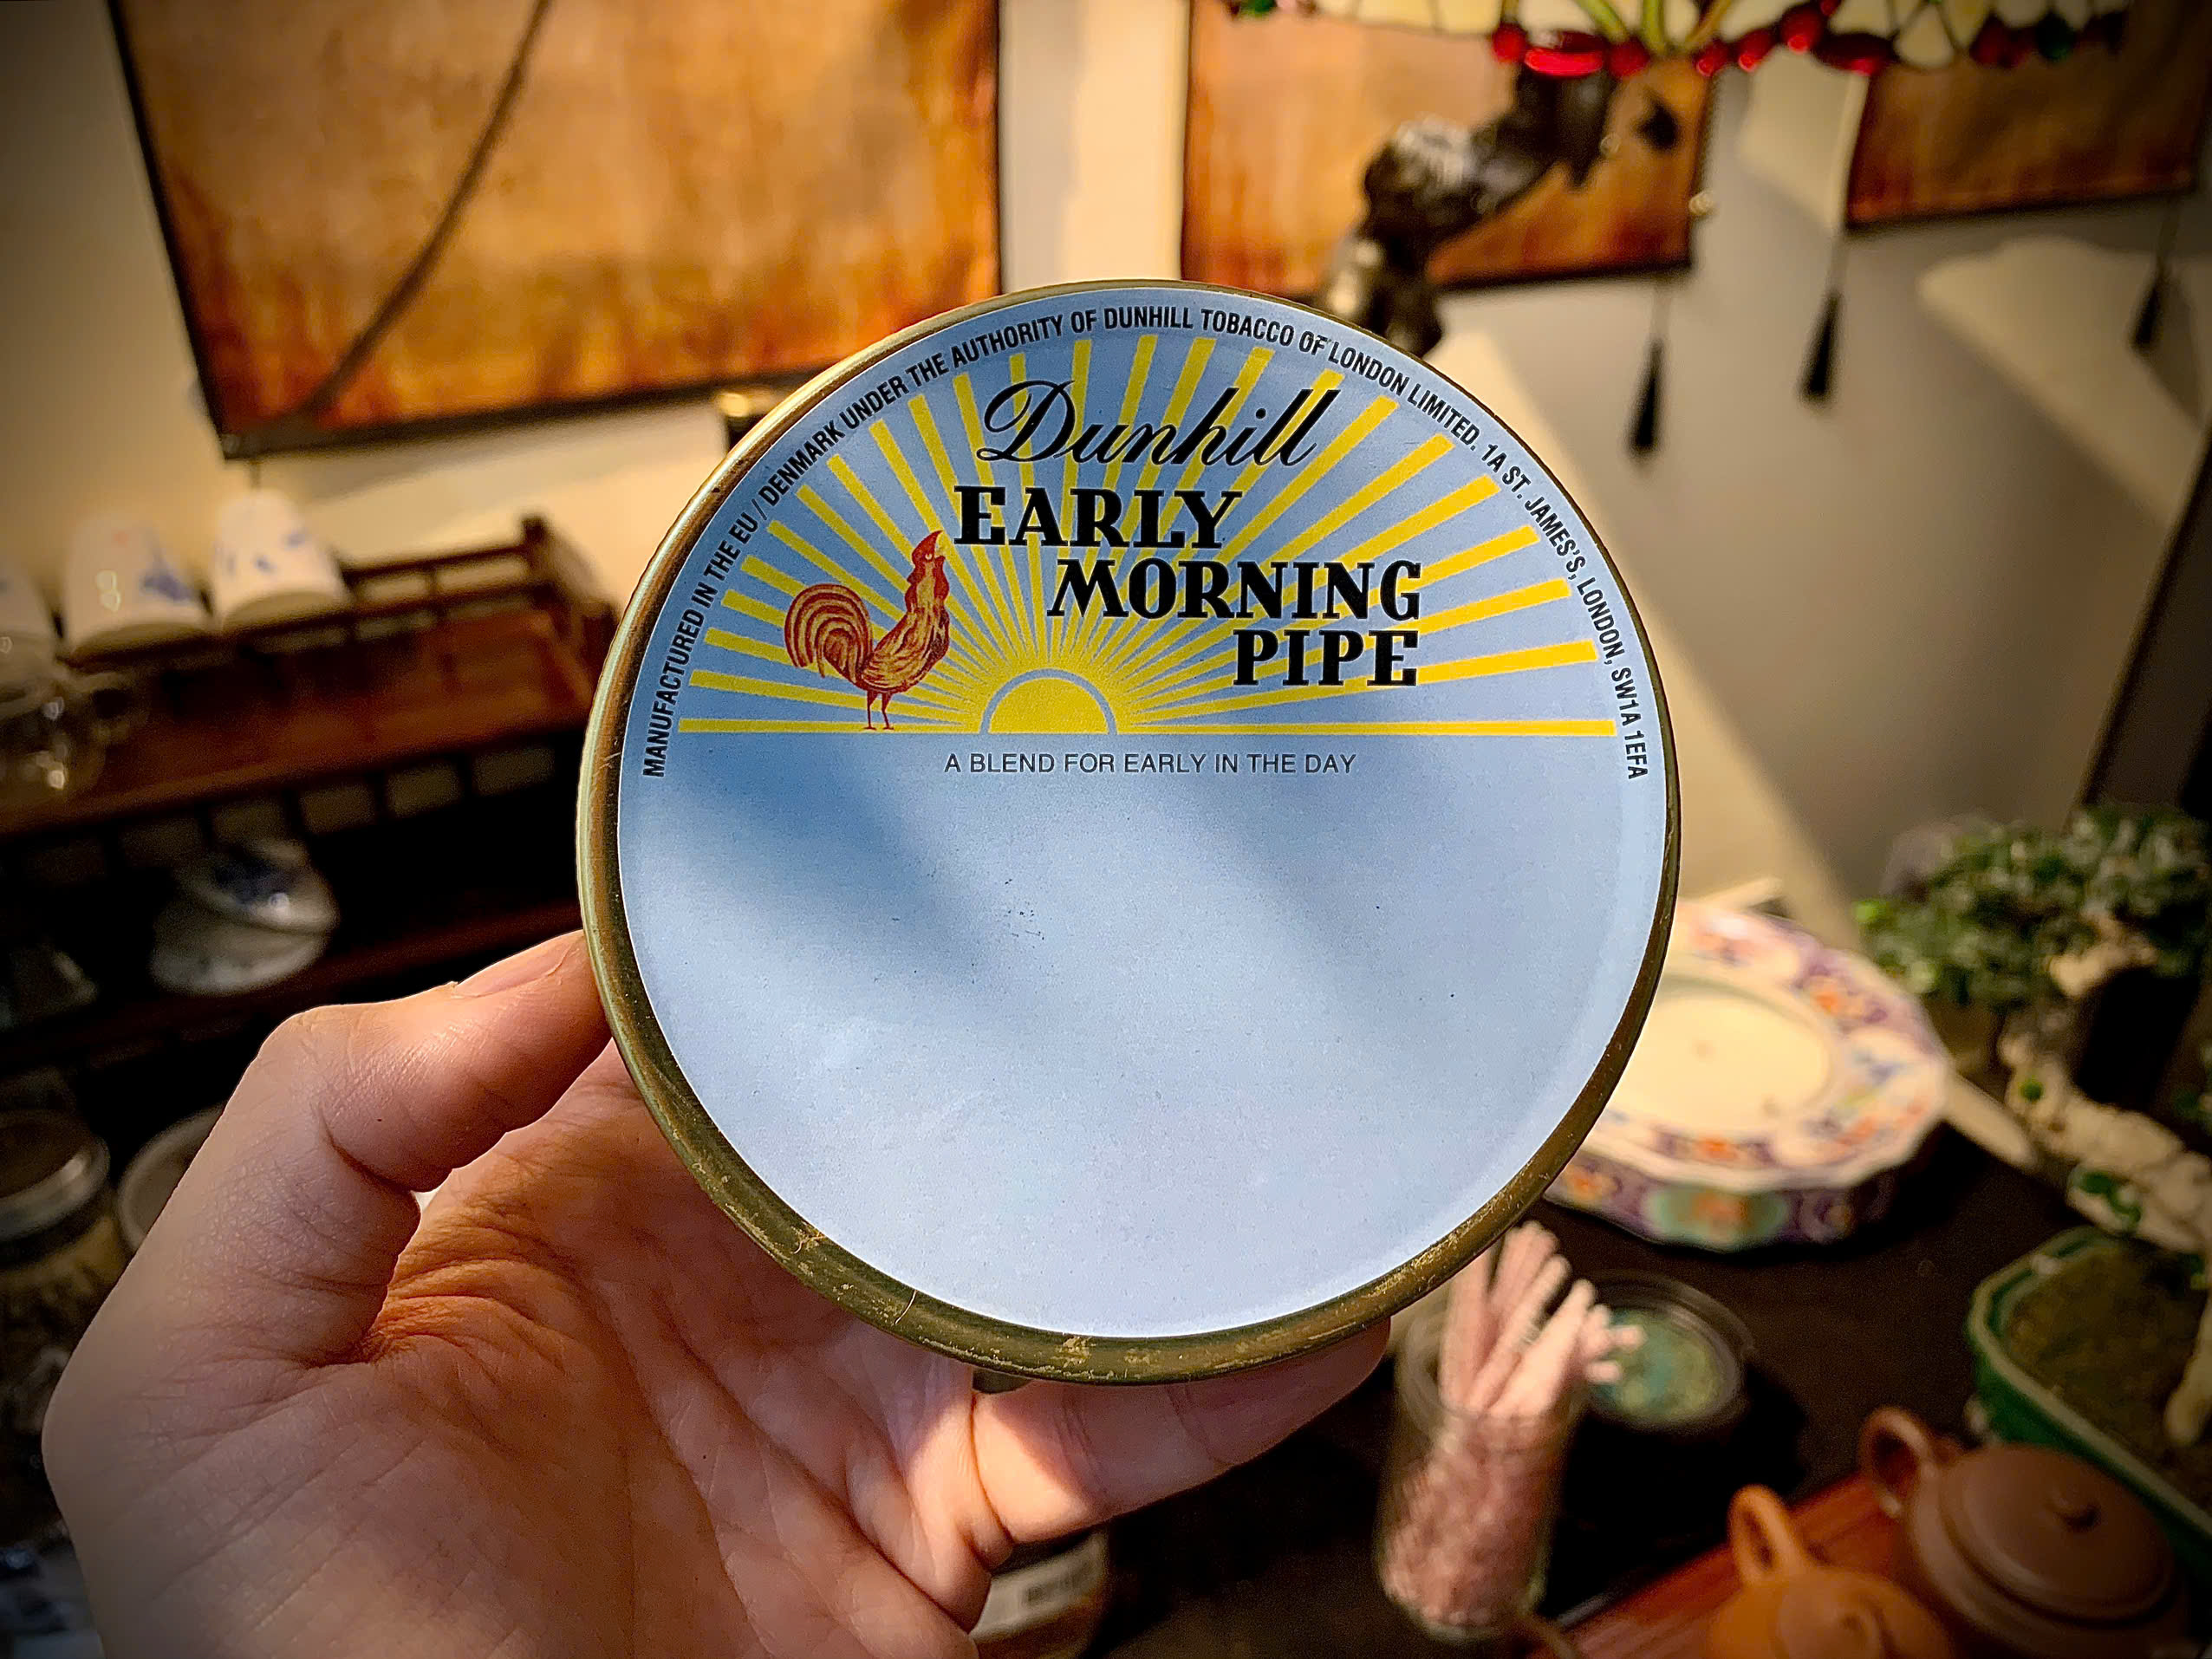 MANUFACTURED IN THE EU / DENMARK UNDER THE AUTHORITY OF DUNHILL TOBACCO OF LONDON LIMITED. 1A ST. JAMES'S, LONDON, SW1A 1EFA
Dunhill
EARLY
MORNING
PIPE
A BLEND FOR EARLY IN THE DAY